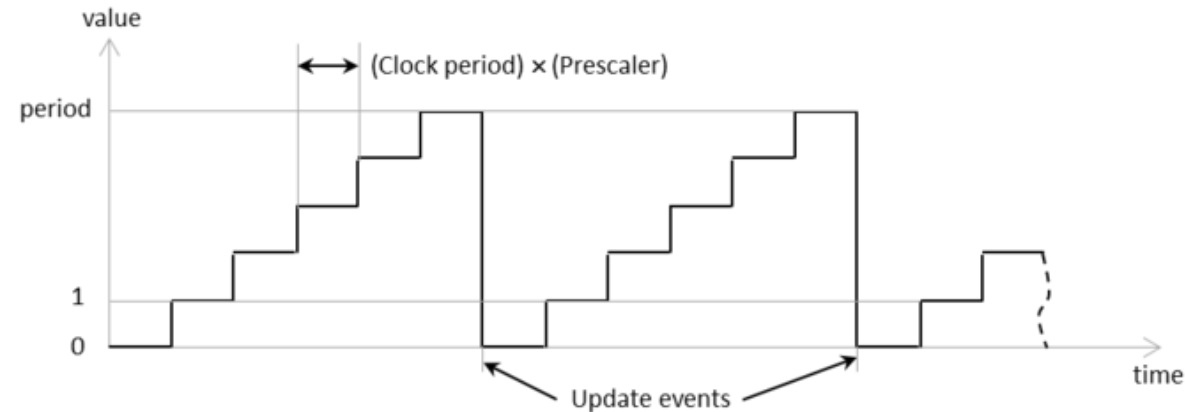 value
(Clock period) × (Prescaler)
period
1
0
time
Update events